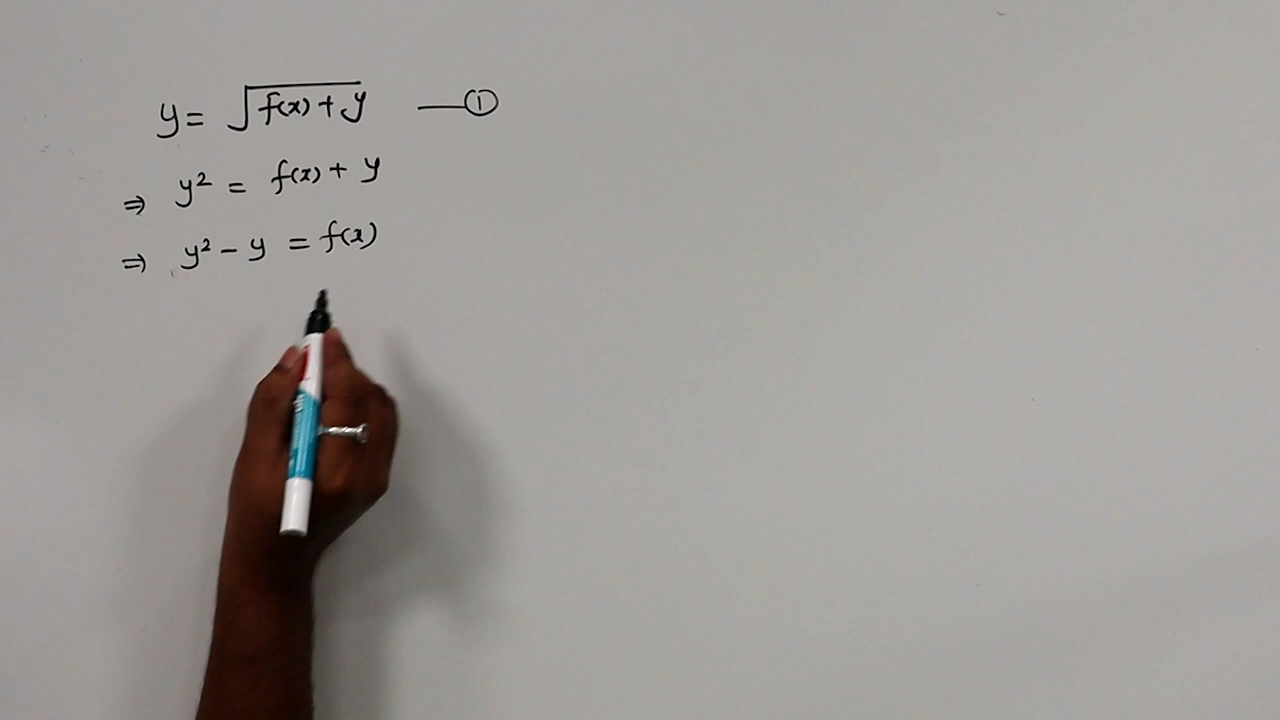 y = √f(x) + y —①
⇒ y² = f(x) + y
⇒ y² - y = f(x)